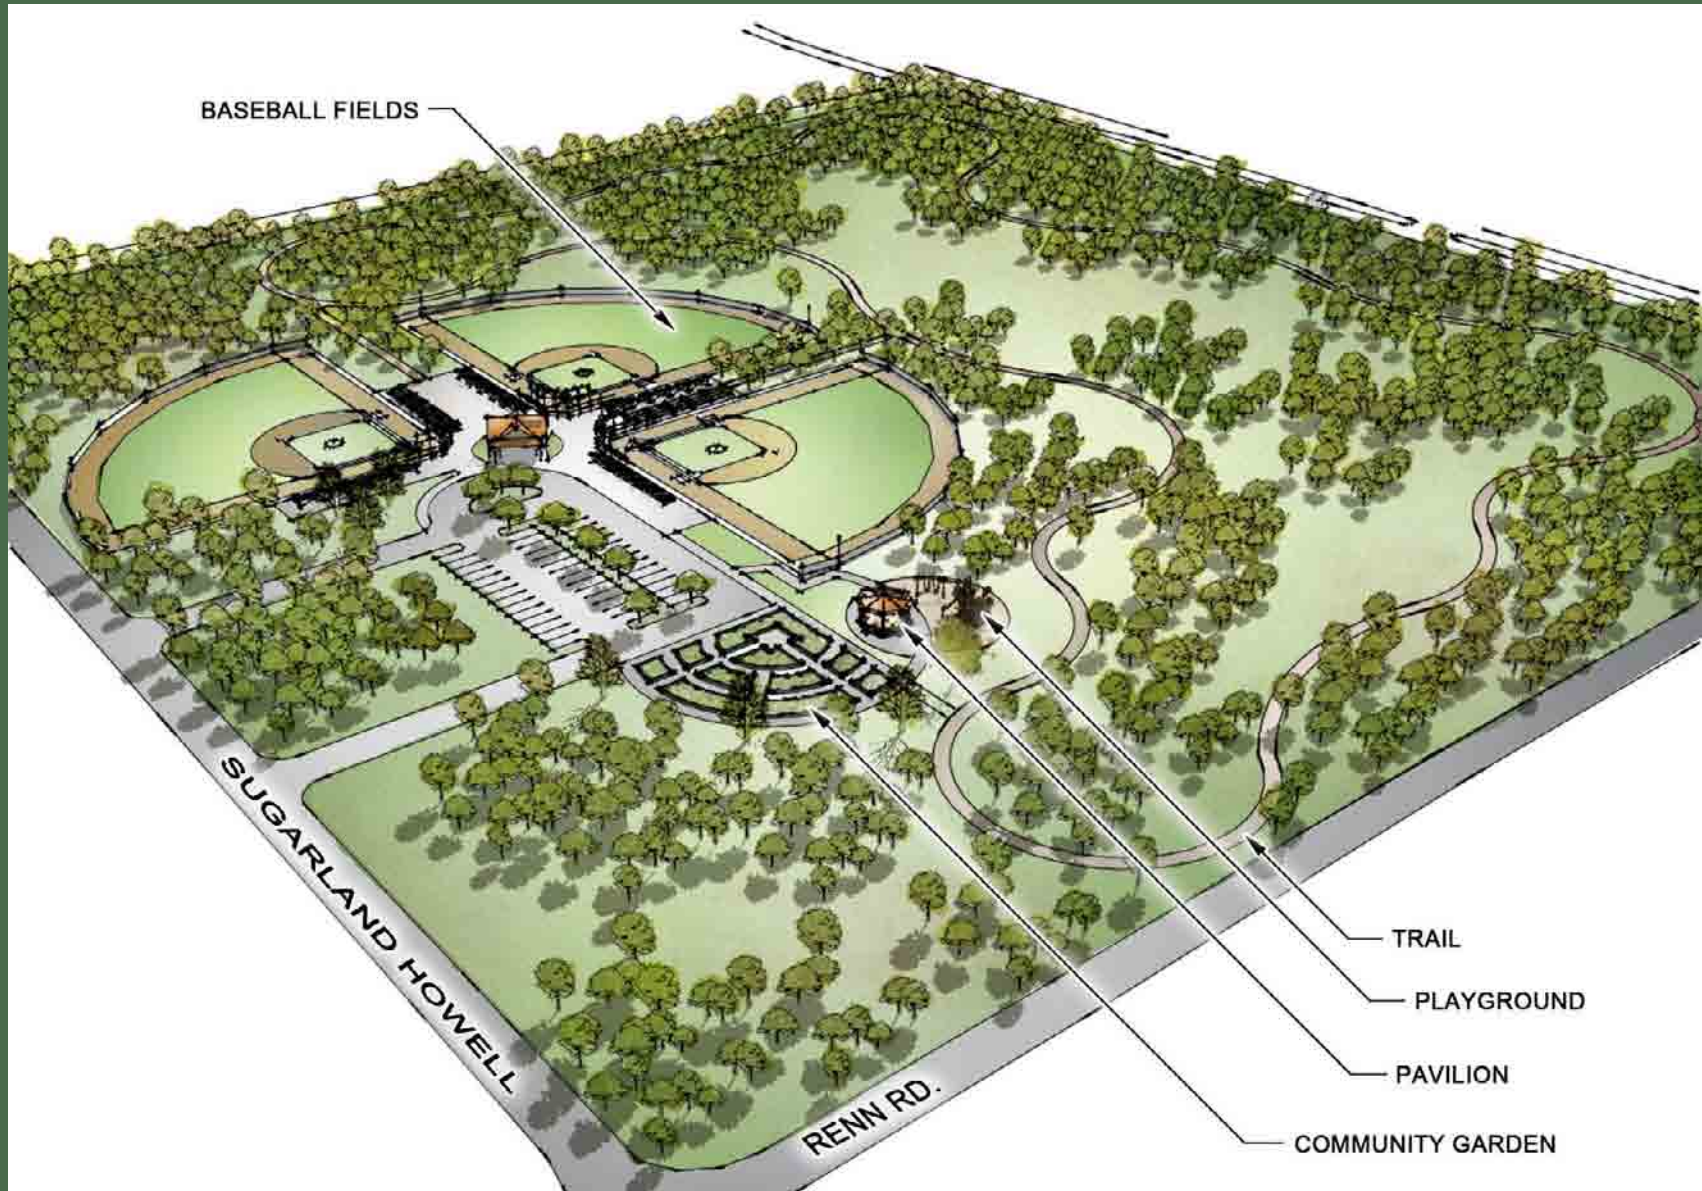 BASEBALL FIELDS
SUGARLAND HOWELL
RENN RD.
TRAIL
PLAYGROUND
PAVILION
COMMUNITY GARDEN